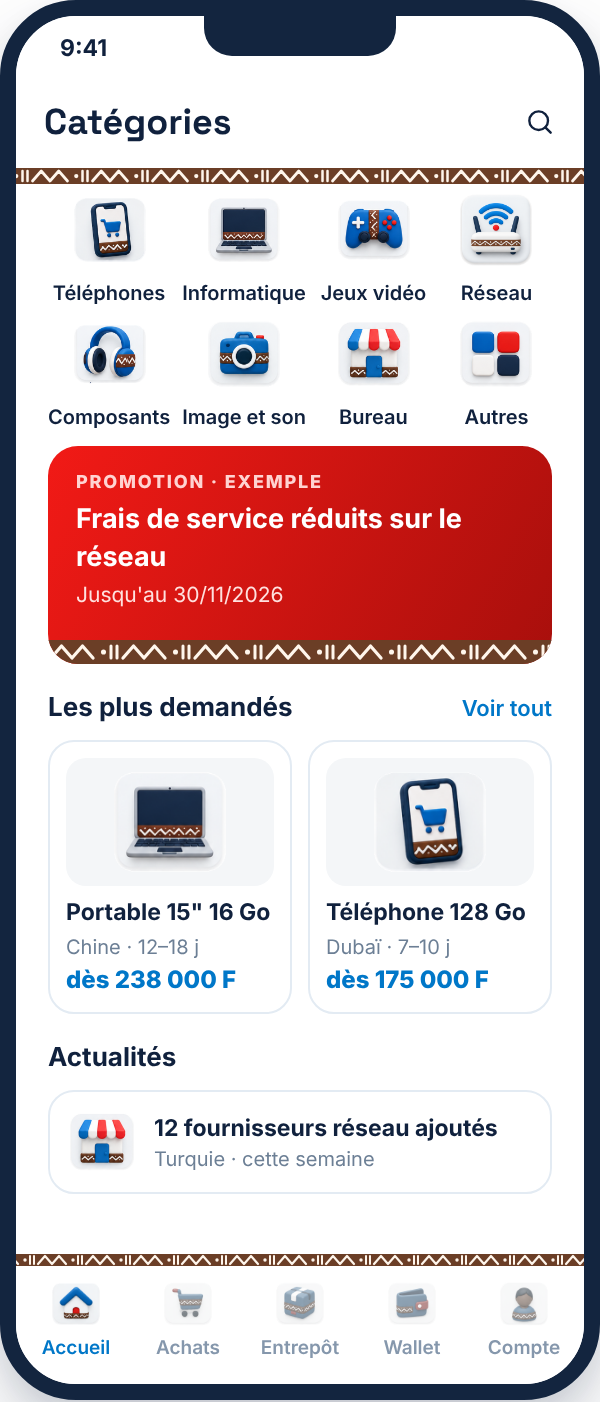 9:41
Catégories
Téléphones Informatique Jeux vidéo Réseau
Composants Image et son Bureau Autres
PROMOTION · EXEMPLE
Frais de service réduits sur le
réseau
Jusqu'au 30/11/2026
Les plus demandés Voir tout
Portable 15" 16 Go
Chine · 12–18 j
dès 238 000 F
Téléphone 128 Go
Dubaï · 7–10 j
dès 175 000 F
Actualités
12 fournisseurs réseau ajoutés
Turquie · cette semaine
Accueil Achats Entrepôt Wallet Compte